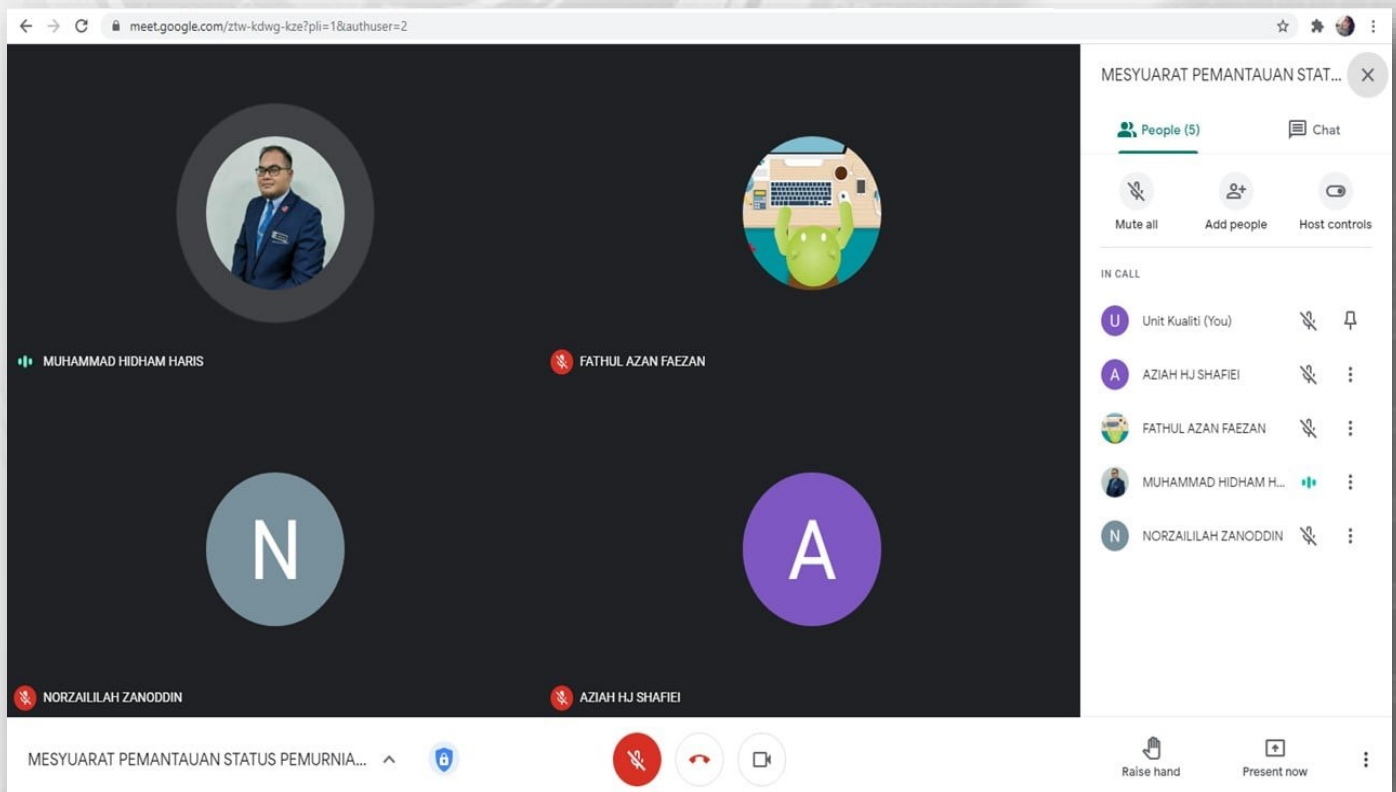 meet.google.com/ztw-kdwg-kze?pli=1&authuser=2
MUHAMMAD HIDHAM HARIS
FATHUL AZAN FAEZAN
N
A
NORZAILILAH ZANODDIN
AZIAH HJ SHAFIEI
MESYUARAT PEMANTAUAN STAT...
People (5)
Chat
Mute all
Add people
Host controls
IN CALL
U
Unit Kualiti (You)
A
AZIAH HJ SHAFIEI
FATHUL AZAN FAEZAN
MUHAMMAD HIDHAM H...
N
NORZAILILAH ZANODDIN
MESYUARAT PEMANTAUAN STATUS PEMURNIA...
Raise hand
Present now